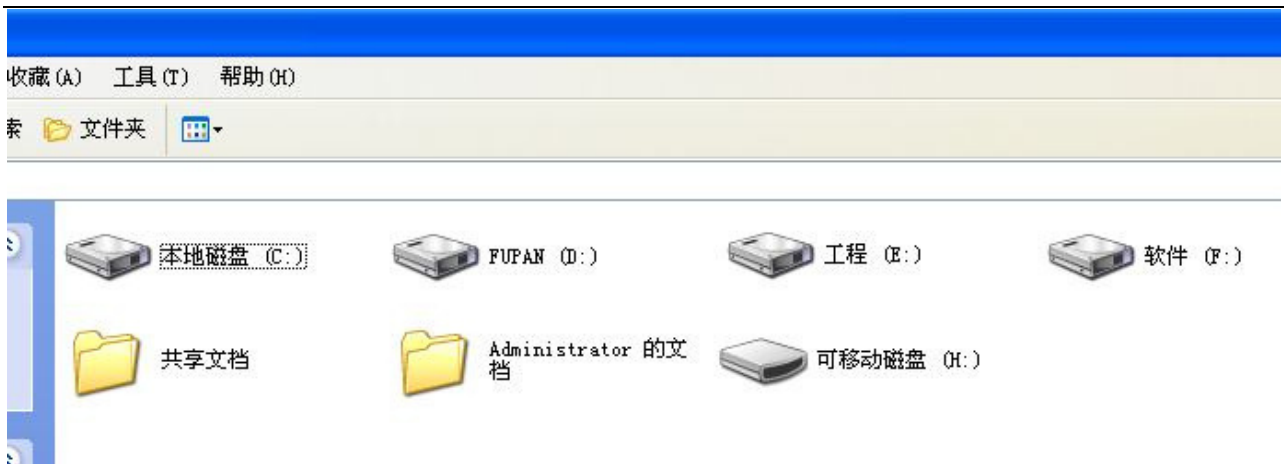 收藏(A) 工具(T) 帮助(H)
索 文件夹
本地磁盘 (C:) FUPAN (D:) 工程 (E:) 软件 (F:)
共享文档 Administrator 的文
档 可移动磁盘 (H:)